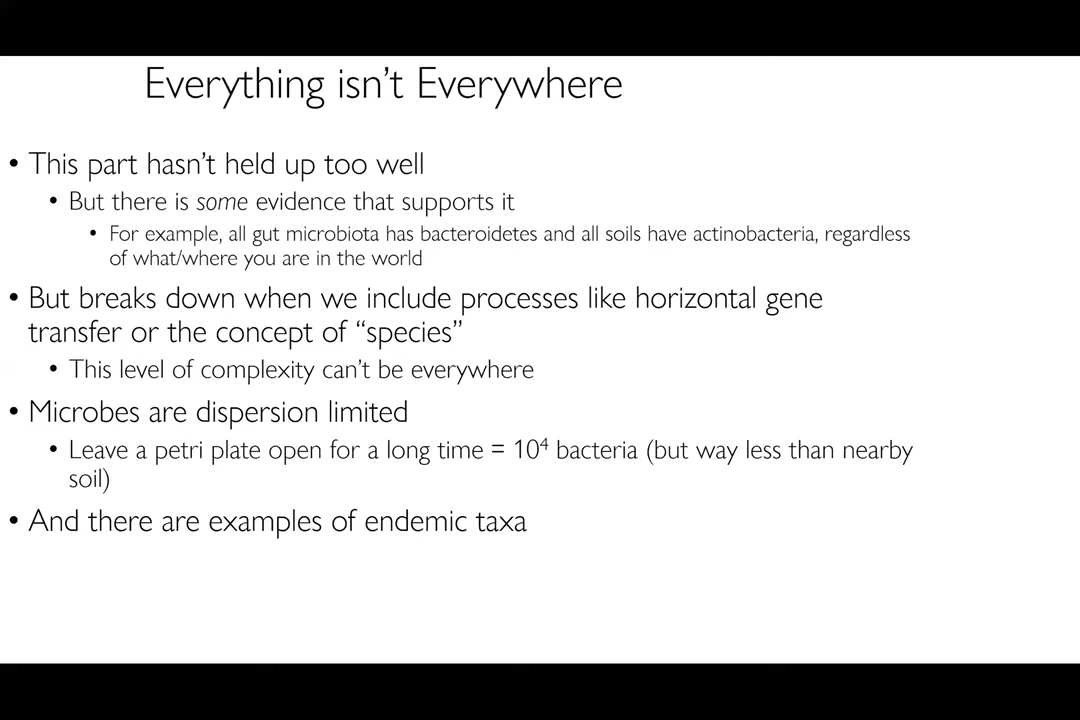 Everything isn’t Everywhere
• This part hasn’t held up too well
• But there is some evidence that supports it
• For example, all gut microbiota has bacteroidetes and all soils have actinobacteria, regardless
of what/where you are in the world
• But breaks down when we include processes like horizontal gene
transfer or the concept of “species”
• This level of complexity can’t be everywhere
• Microbes are dispersion limited
• Leave a petri plate open for a long time = 10⁴ bacteria (but way less than nearby
soil)
• And there are examples of endemic taxa